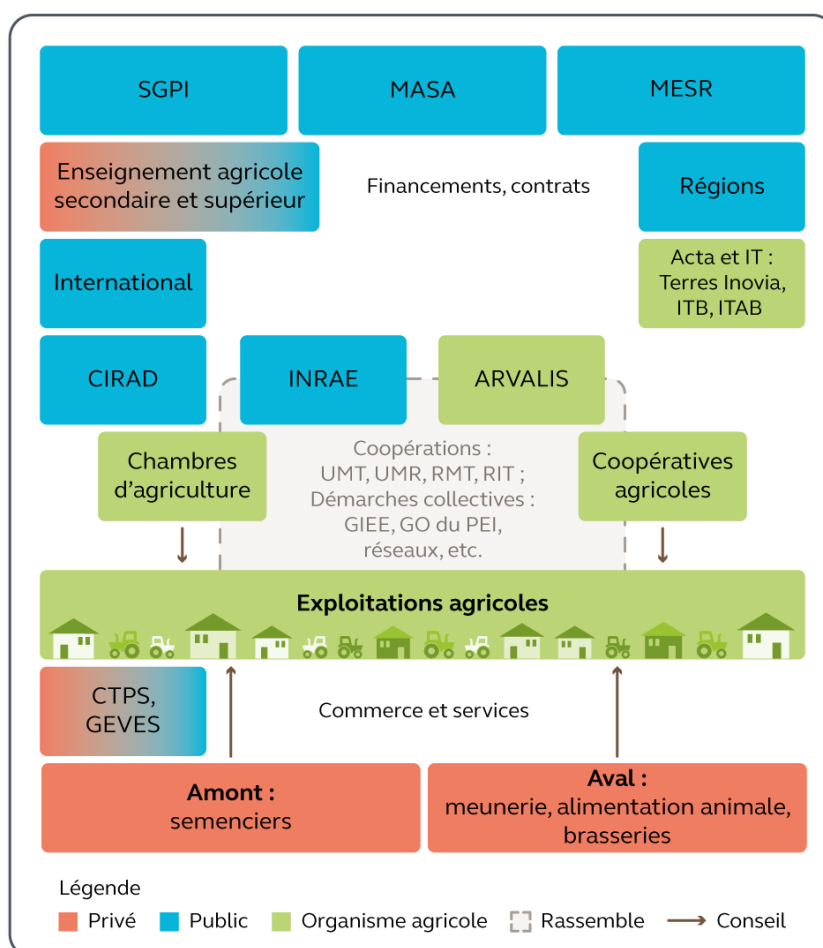 SGPI
MASA
MESR
Enseignement agricole
secondaire et supérieur
Financements, contrats
Régions
International
Acta et IT :
Terres Inovia,
ITB, ITAB
CIRAD
INRAE
ARVALIS
Chambres
d'agriculture
Coopérations :
UMT, UMR, RMT, RIT ;
Démarches collectives :
GIEE, GO du PEI,
réseaux, etc.
Coopératives
agricoles
Exploitations agricoles
CTPS,
GEVES
Commerce et services
Amont :
semenciers
Aval :
meunerie, alimentation animale,
brasseries
Légende
Privé
Public
Organisme agricole
Rassemble
Conseil